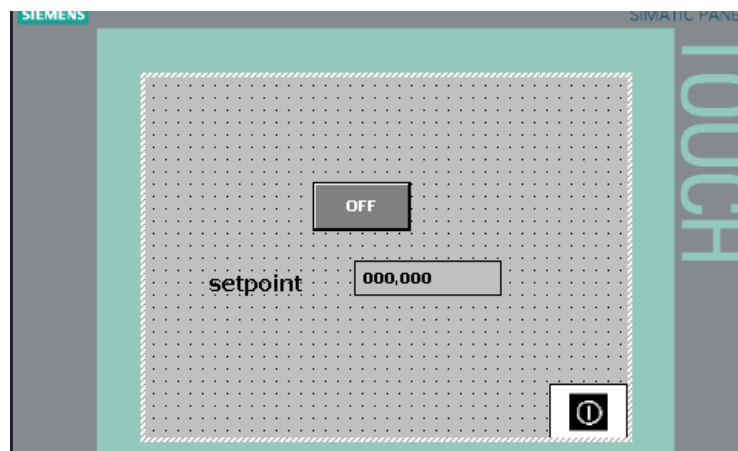 SIEMENS
SIMATIC PANE
TOUCH
OFF
setpoint 000,000